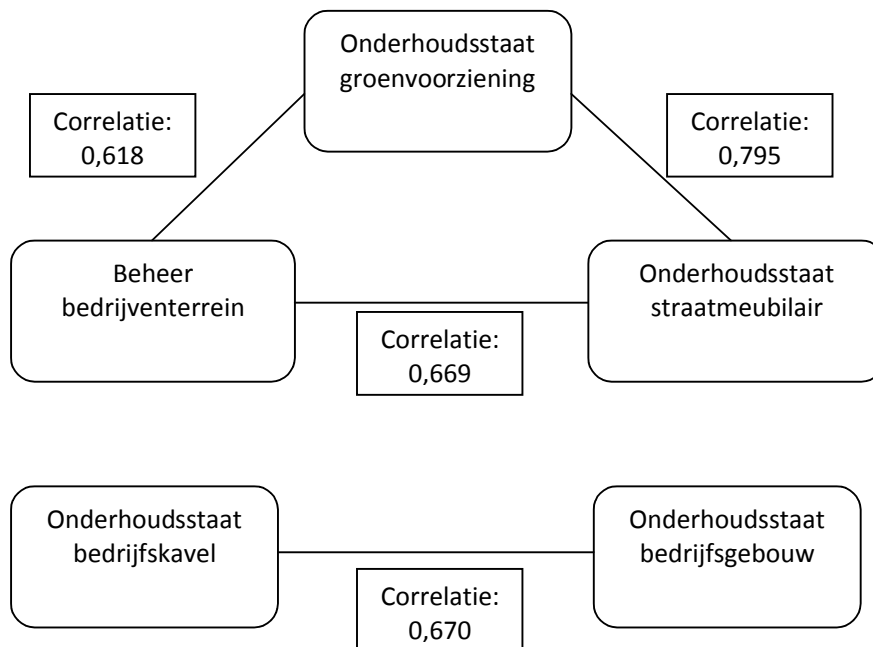 Onderhoudsstaat
groenvoorziening
Correlatie:
0,618
Correlatie:
0,795
Beheer
bedrijventerrein
Onderhoudsstaat
straatmeubilair
Correlatie:
0,669
Onderhoudsstaat
bedrijfskavel
Onderhoudsstaat
bedrijfsgebouw
Correlatie:
0,670